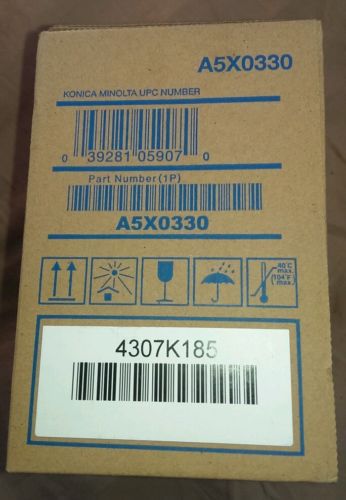 A5X0330
KONICA MINOLTA UPC NUMBER
0 39281 05907 0
Part Number(1P)
A5X0330
40°C
max.
(104°F)
max.
4307K185